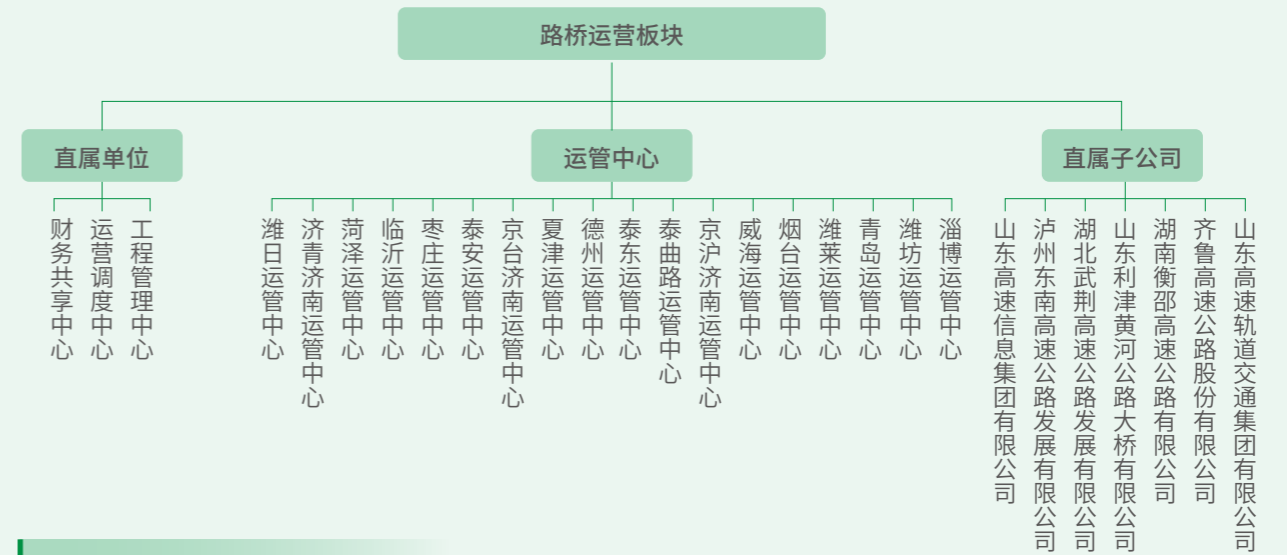 路桥运营板块
直属单位
运管中心
直属子公司
财务共享中心
运营调度中心
工程管理中心
潍日运管中心
济青济南运管中心
菏泽运管中心
临沂运管中心
枣庄运管中心
泰安运管中心
京台济南运管中心
夏津运管中心
德州运管中心
泰东运管中心
泰曲路运管中心
京沪济南运管中心
威海运管中心
烟台运管中心
潍莱运管中心
青岛运管中心
潍坊运管中心
淄博运管中心
山东高速信息集团有限公司
泸州东南高速公路发展有限公司
湖北武荆高速公路发展有限公司
山东利津黄河公路大桥有限公司
湖南衡邵高速公路有限公司
齐鲁高速公路股份有限公司
山东高速轨道交通集团有限公司